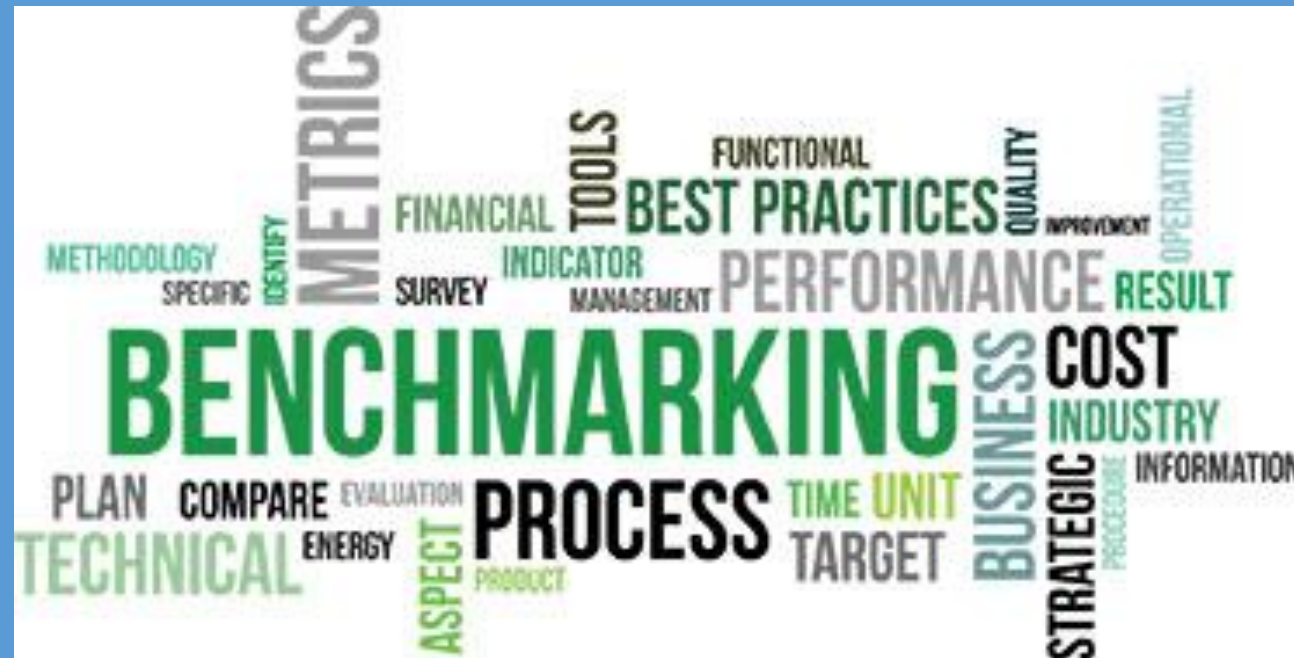 METRICS
TOOLS
FUNCTIONAL
QUALITY
OPERATIONAL
FINANCIAL
BEST PRACTICES
IMPROVEMENT
METHODOLOGY
IDENTIFY
INDICATOR
SPECIFIC
SURVEY
MANAGEMENT
PERFORMANCE
RESULT
BENCHMARKING
BUSINESS
COST
INDUSTRY
PLAN
COMPARE
EVALUATION
PROCESS
TIME
UNIT
STRATEGIC
PROCEDURE
INFORMATION
TECHNICAL
ENERGY
ASPECT
PRODUCT
TARGET